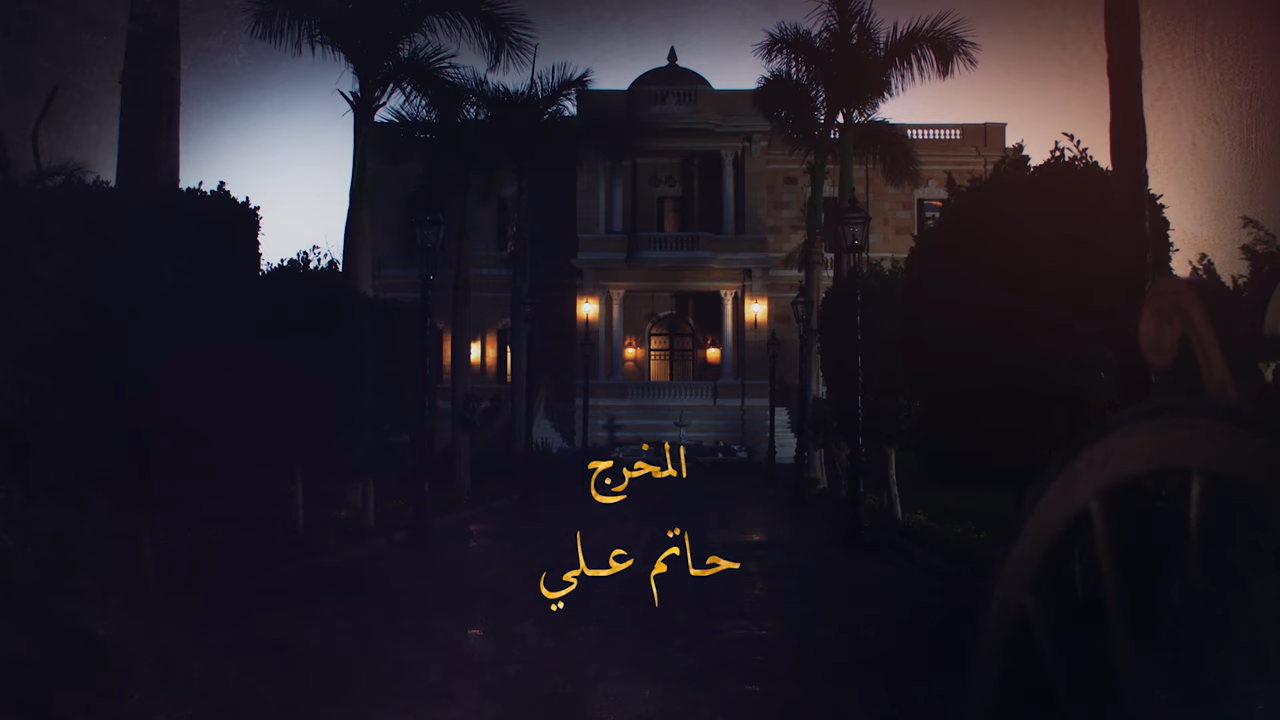 المخرج
حاتم علي